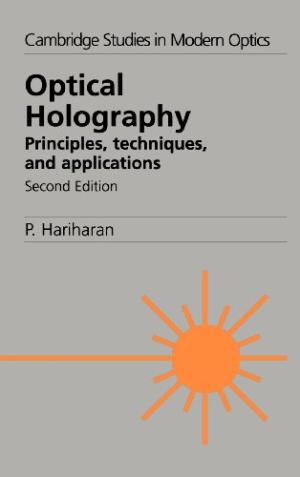 Cambridge Studies in Modern Optics
Optical
Holography
Principles, techniques,
and applications
Second Edition
P. Hariharan